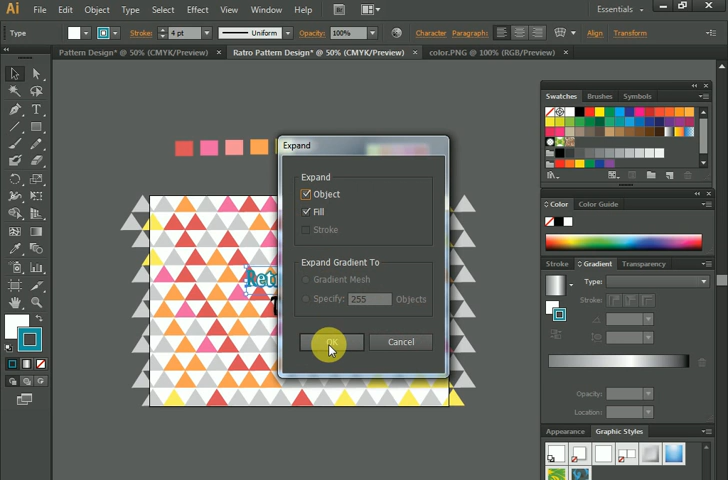 Ai File Edit Object Type Select Effect View Window Help Br Essentials
Type Stroke: 4 pt Uniform Opacity: 100% Character Paragraph: Align Transform
Pattern Design* @ 50% (CMYK/Preview) × Ratro Pattern Design* @ 50% (CMYK/Preview) × color.PNG @ 100% (RGB/Preview) ×
Swatches Brushes Symbols
Expand
Expand
Object
Fill
Stroke
Expand Gradient To
Gradient Mesh
Specify: 255 Objects
OK Cancel
Color Color Guide
Stroke Gradient Transparency
Type:
Stroke:
Opacity:
Location:
Appearance Graphic Styles